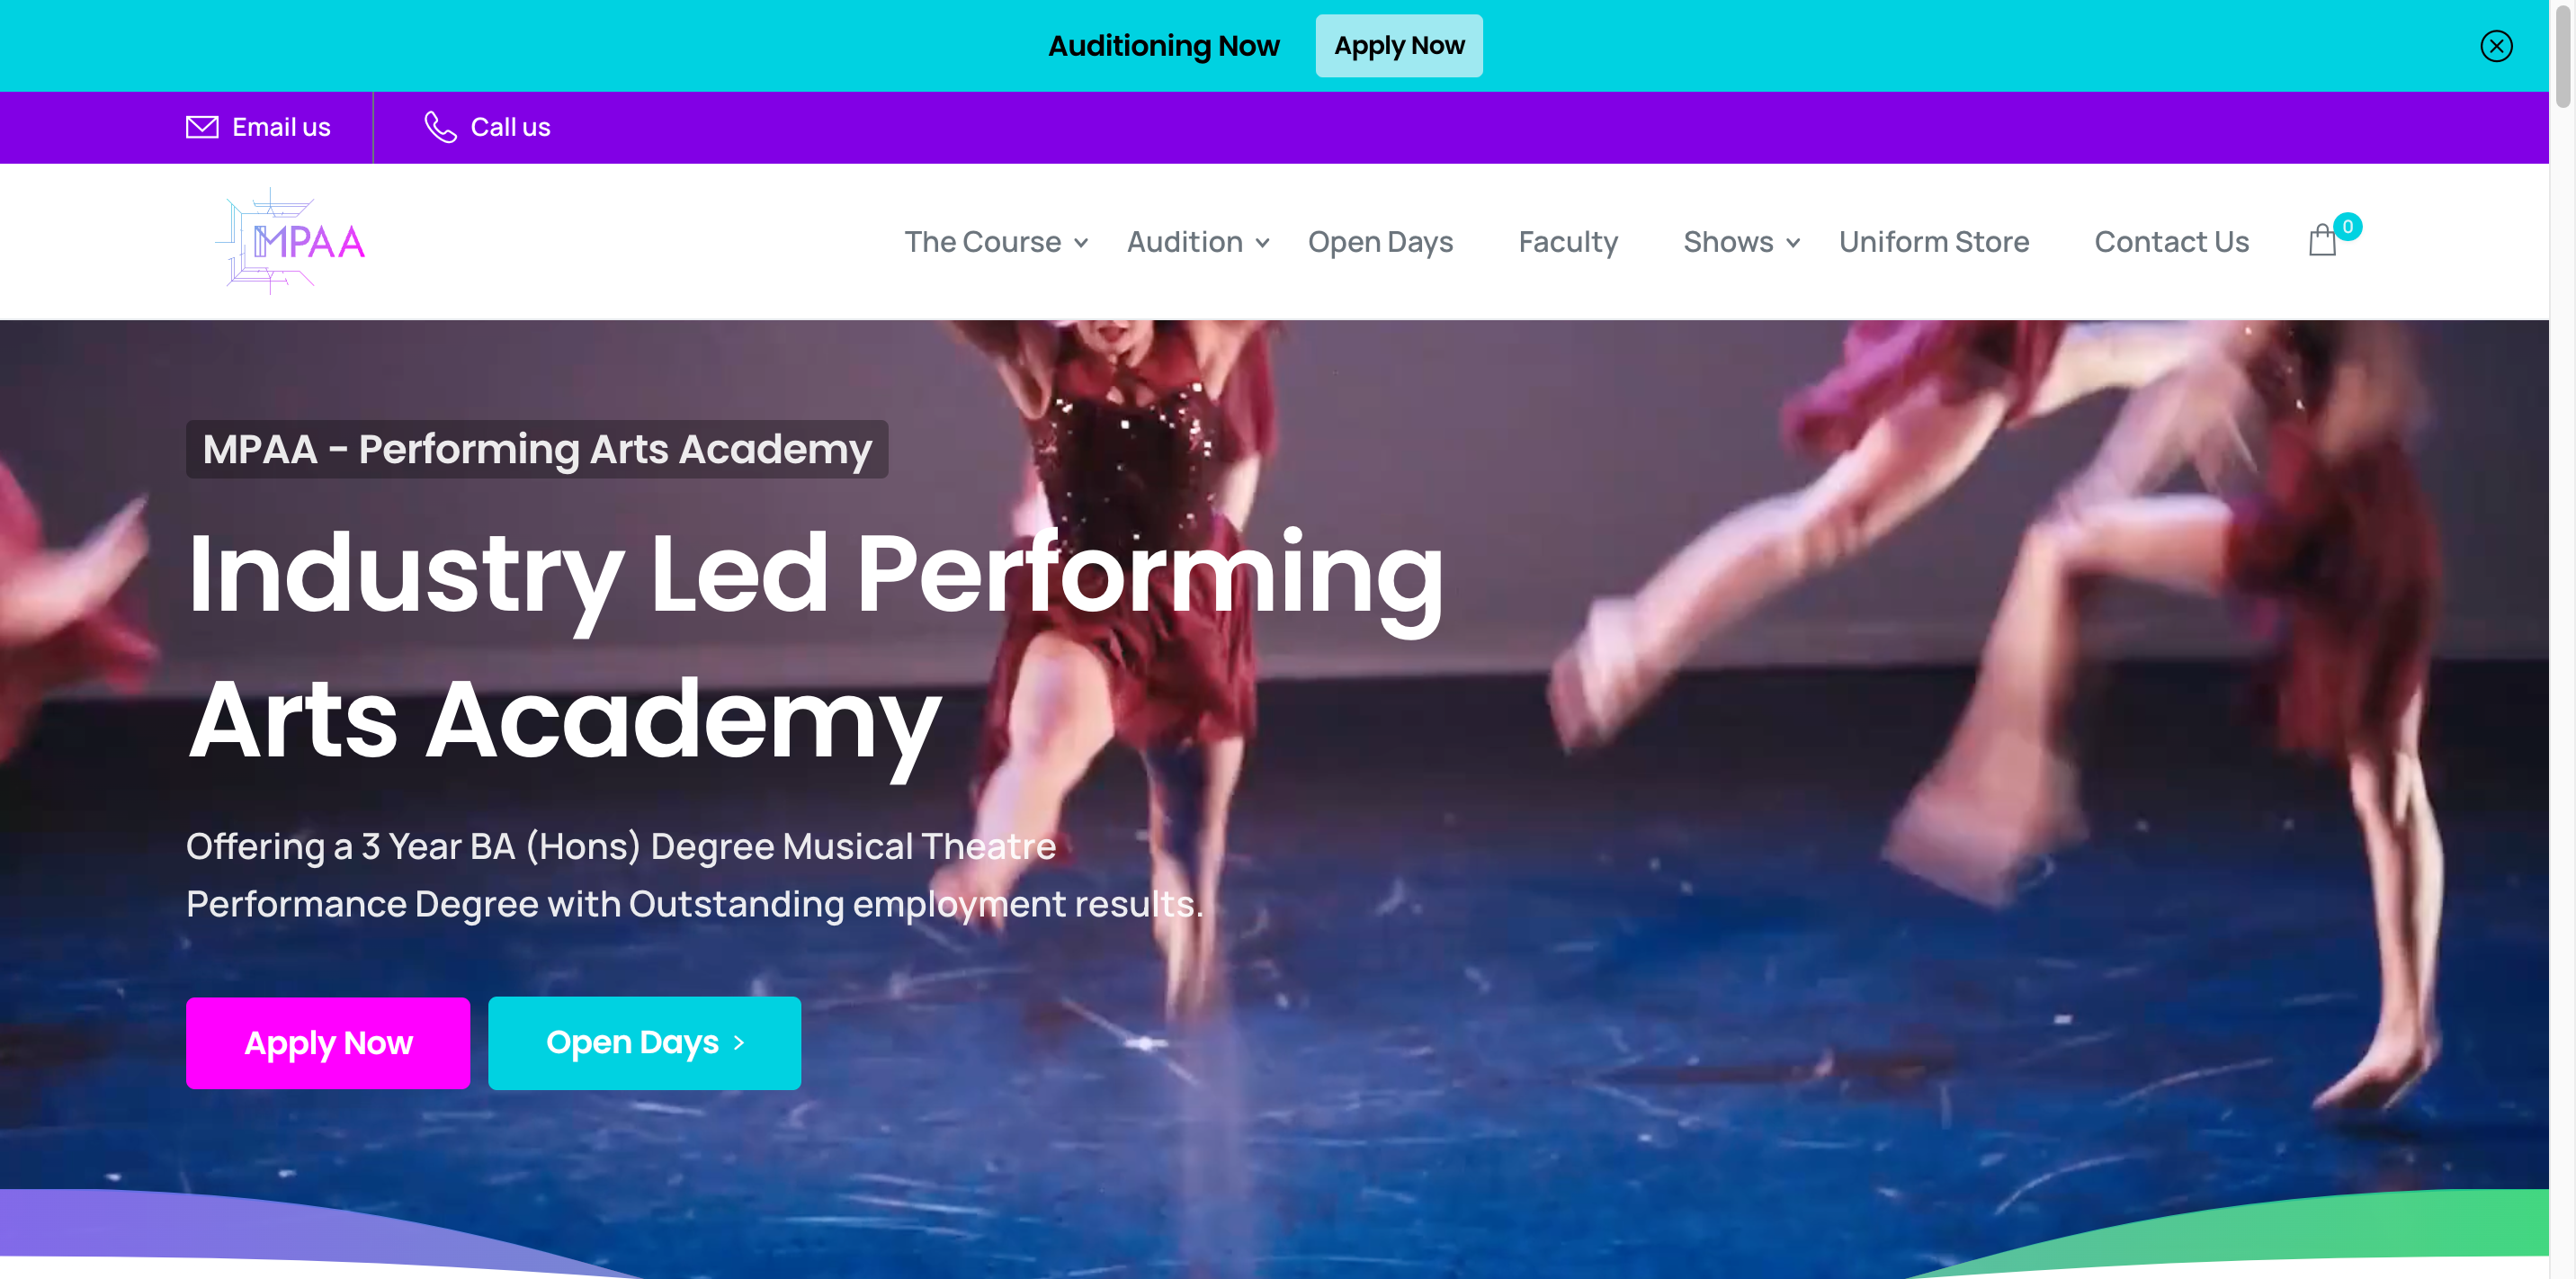 Auditioning Now Apply Now
Email us Call us
MPAA
The Course Audition Open Days Faculty Shows Uniform Store Contact Us 0
MPAA - Performing Arts Academy
Industry Led Performing
Arts Academy
Offering a 3 Year BA (Hons) Degree Musical Theatre
Performance Degree with Outstanding employment results.
Apply Now Open Days